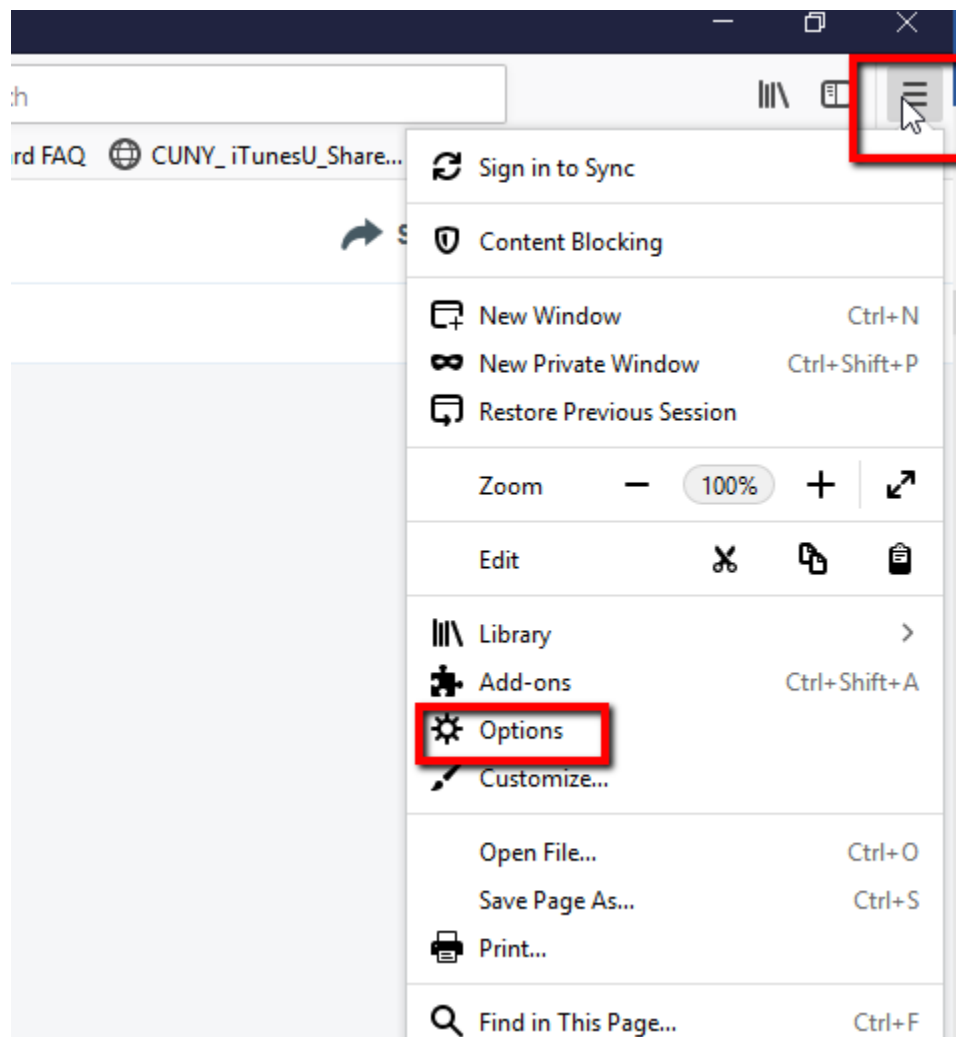 h
rd FAQ CUNY_ iTunesU_Share...
Sign in to Sync
S
Content Blocking
New Window Ctrl+N
New Private Window Ctrl+Shift+P
Restore Previous Session
Zoom 100%
Edit
Library
Add-ons Ctrl+Shift+A
Options
Customize...
Open File... Ctrl+O
Save Page As... Ctrl+S
Print...
Find in This Page... Ctrl+F